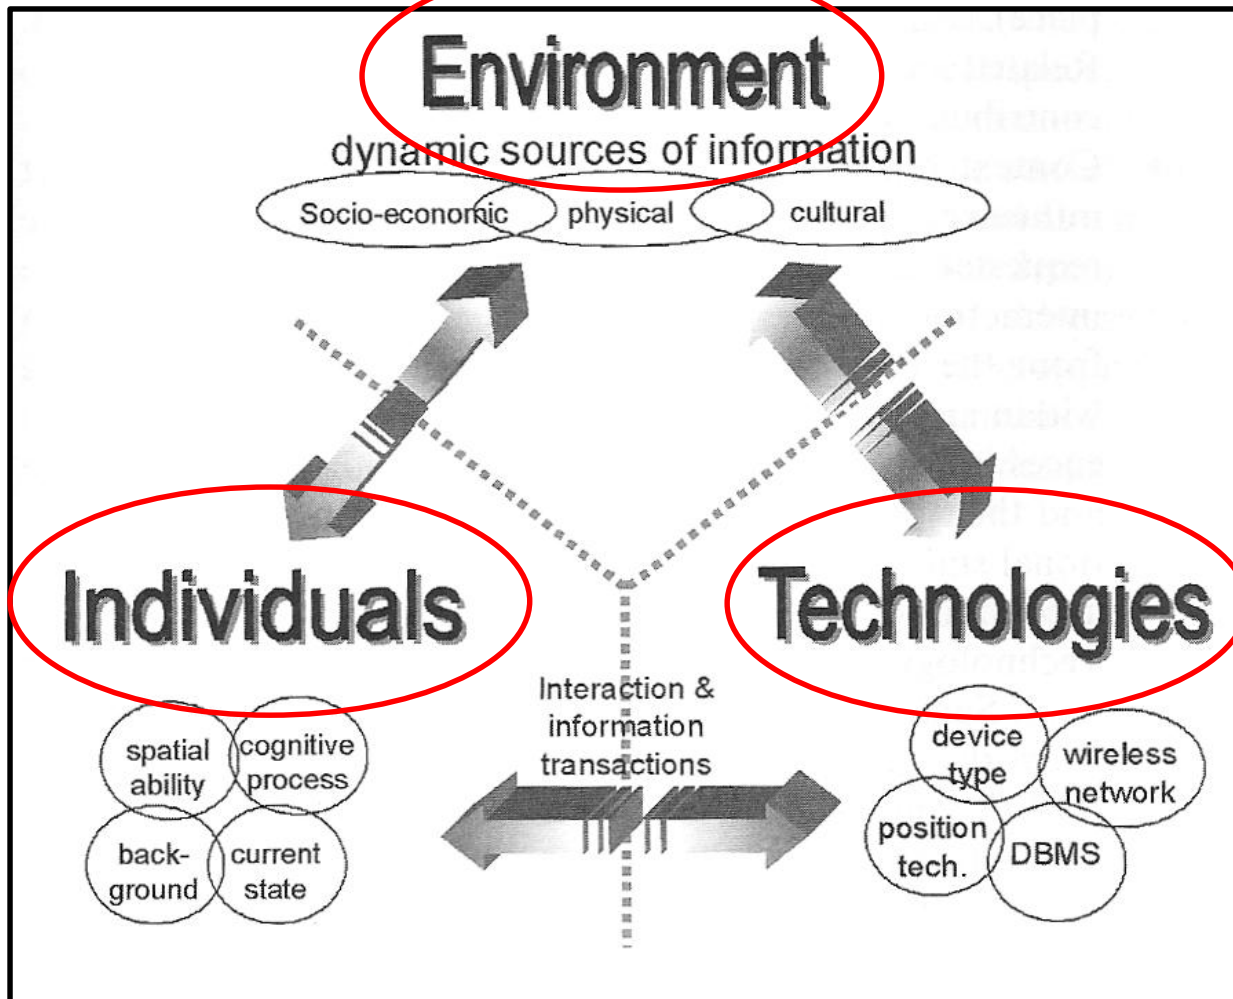 Environment
dynamic sources of information
Socio-economic physical cultural
Individuals
Technologies
Interaction &
information
transactions
spatial
ability
cognitive
process
back-
ground
current
state
device
type
wireless
network
position
tech.
DBMS